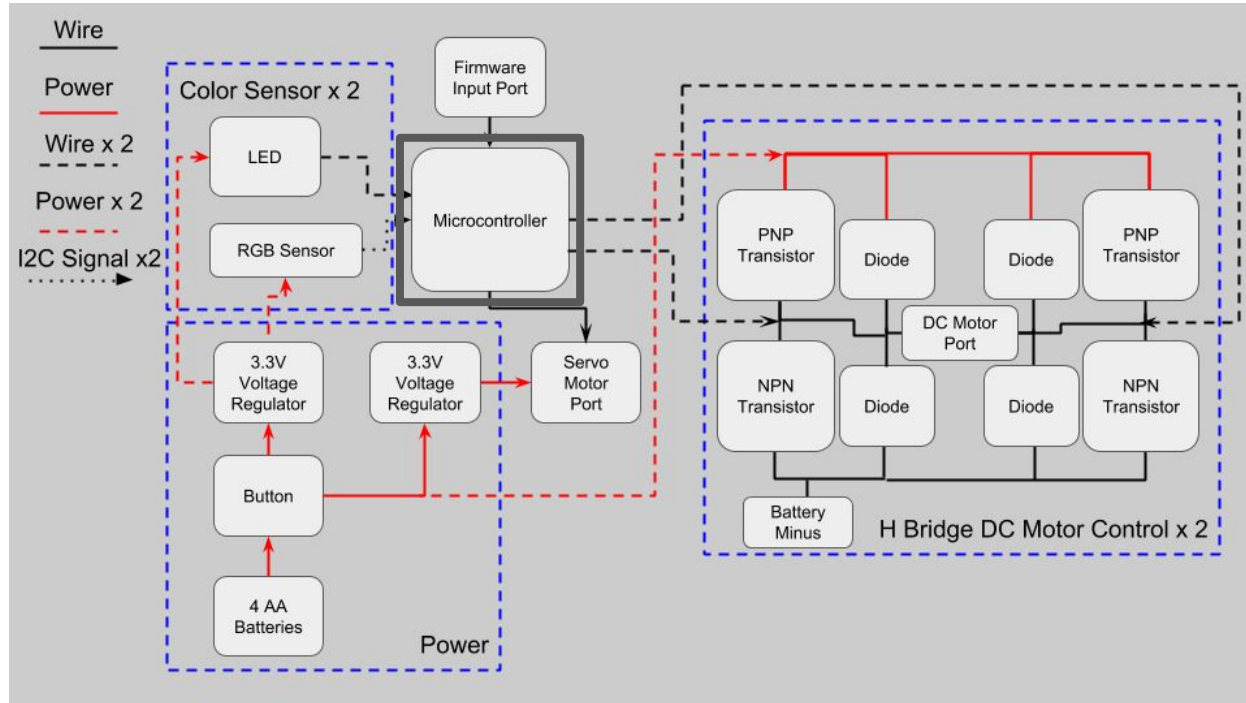 Wire
Power
Wire x 2
Power x 2
I2C Signal x2
Color Sensor x 2
LED
RGB Sensor
Firmware
Input Port
Microcontroller
3.3V
Voltage
Regulator
3.3V
Voltage
Regulator
Servo
Motor
Port
Button
4 AA
Batteries
Power
PNP
Transistor
Diode
Diode
PNP
Transistor
DC Motor
Port
NPN
Transistor
Diode
Diode
NPN
Transistor
Battery
Minus
H Bridge DC Motor Control x 2